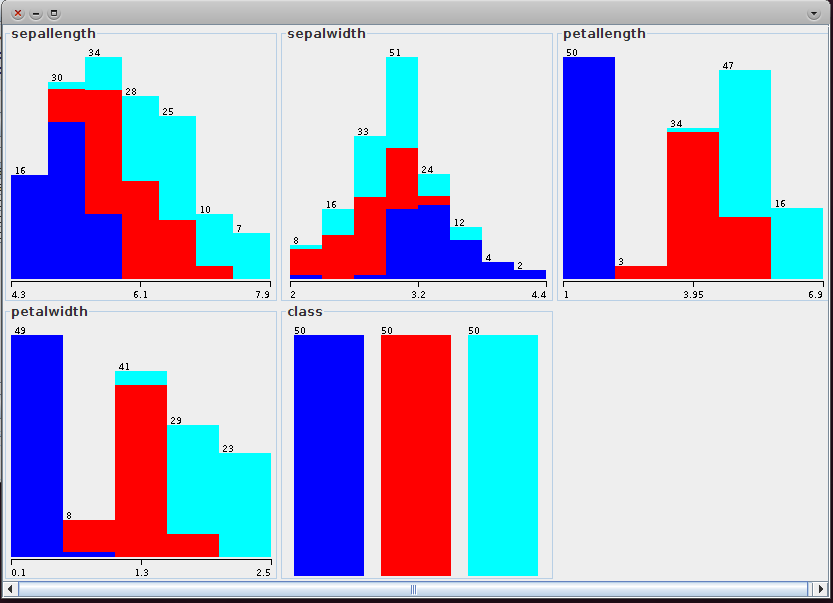 sepallength
sepalwidth
petallength
16 30 34 28 25 10 7
4.3 6.1 7.9
8 16 33 51 24 12 4 2
2 3.2 4.4
50 3 34 47 16
1 3.95 6.9
petalwidth
class
49 8 41 29 23
0.1 1.3 2.5
50 50 50